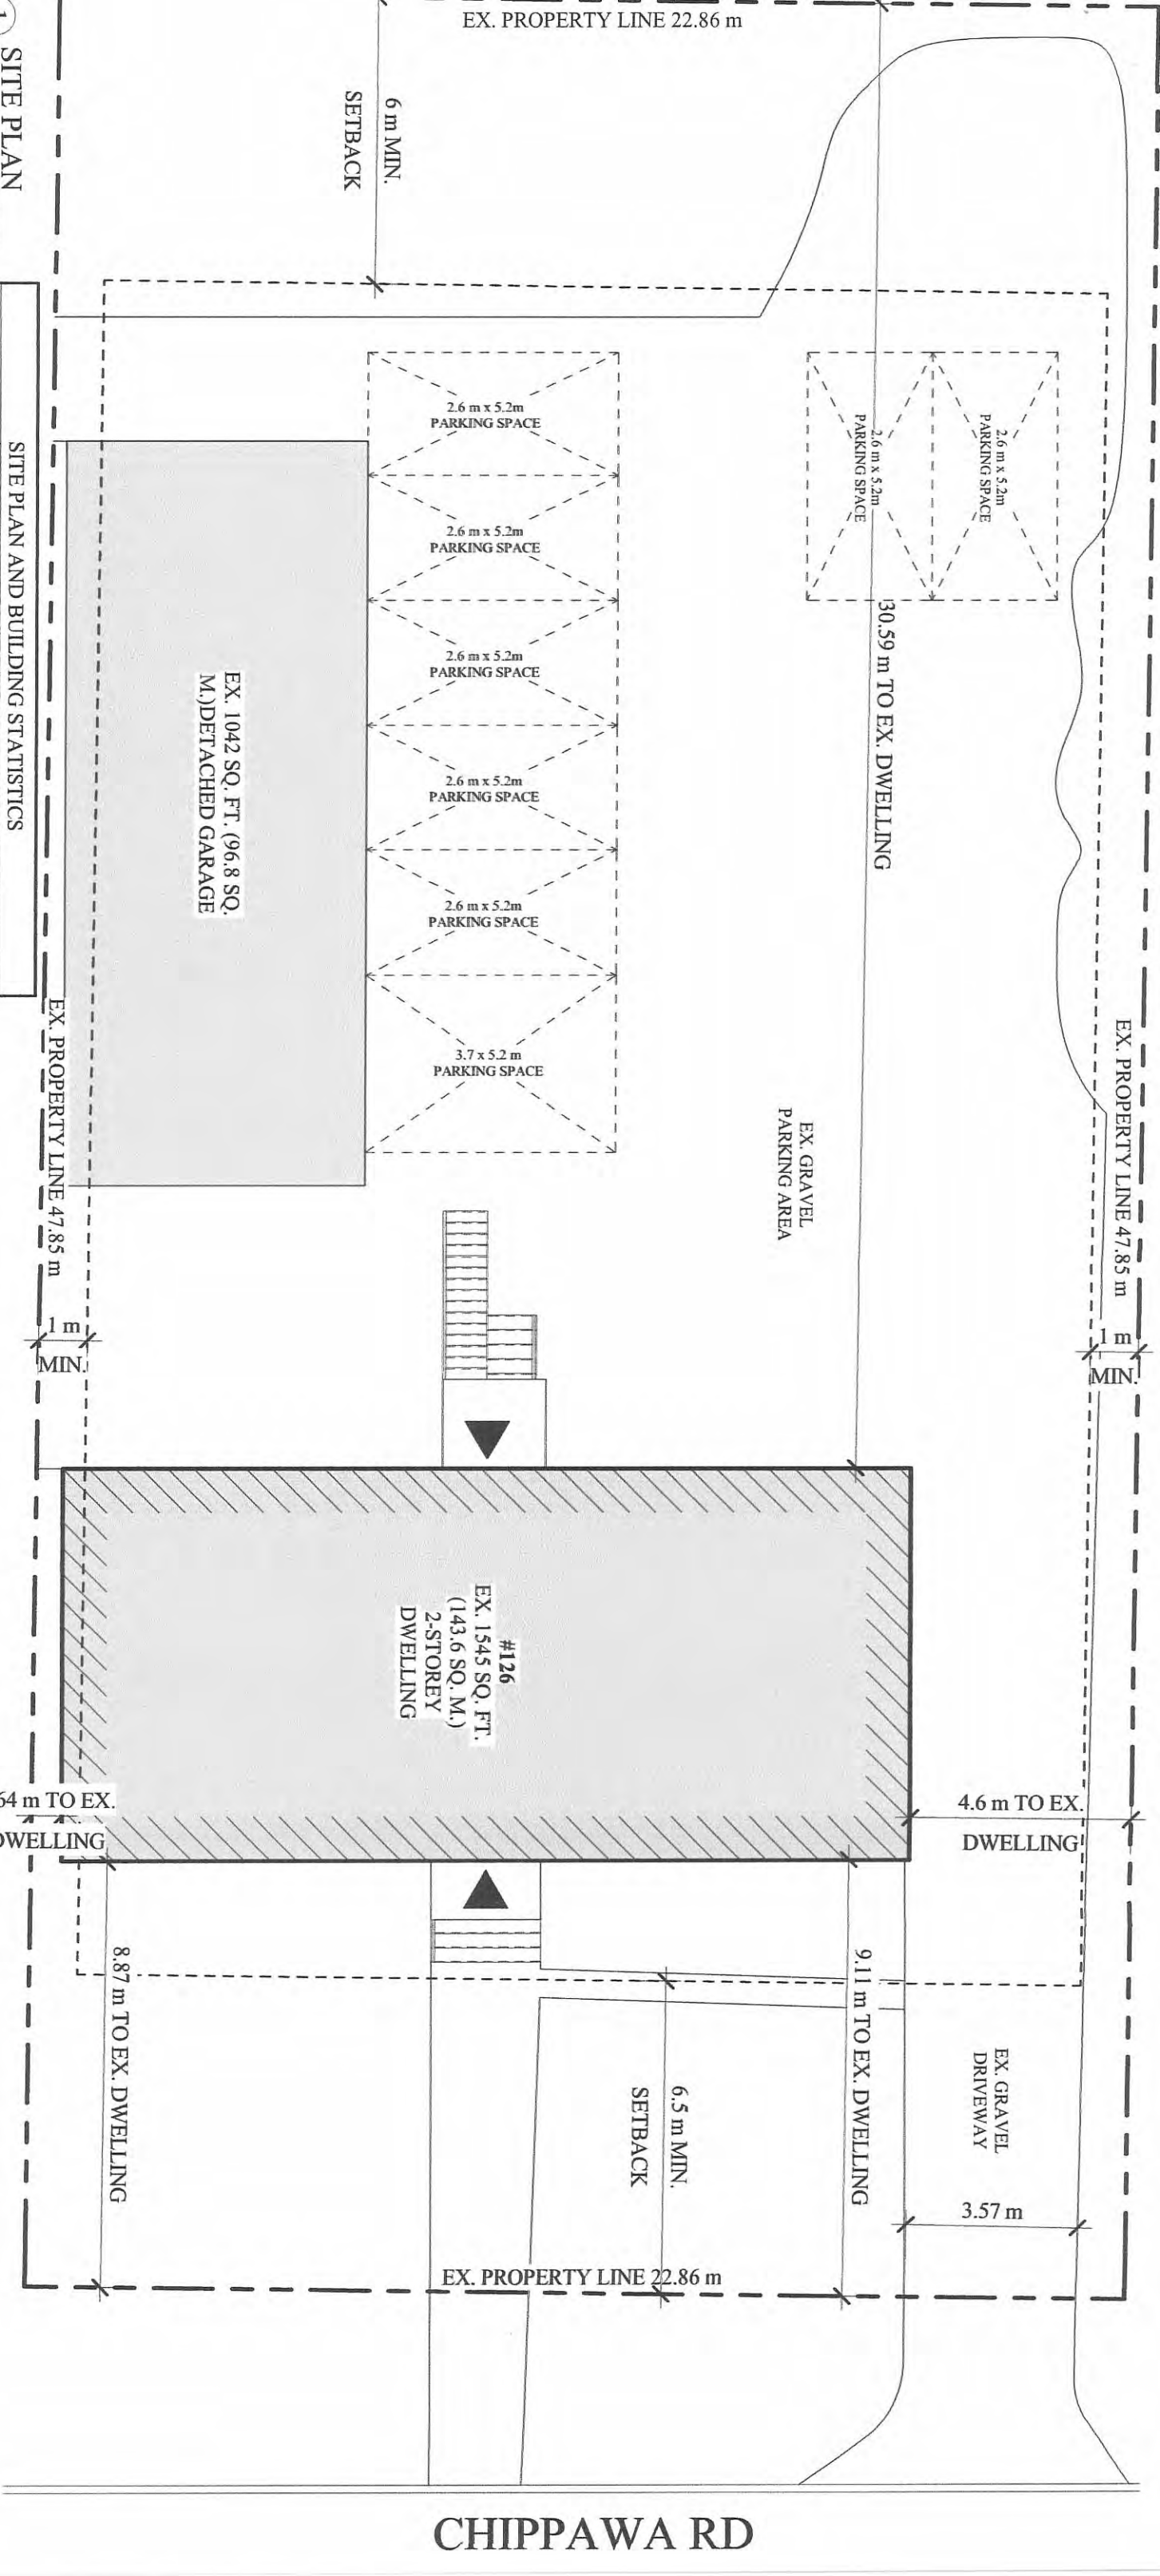 EX. PROPERTY LINE 22.86 m
1
SITE PLAN
6 m MIN.
SETBACK
2.6 m x 5.2m
PARKING SPACE
2.6 m x 5.2m
PARKING SPACE
2.6 m x 5.2m
PARKING SPACE
2.6 m x 5.2m
PARKING SPACE
2.6 m x 5.2m
PARKING SPACE
2.6 m x 5.2m
PARKING SPACE
2.6 m x 5.2m
PARKING SPACE
3.7 x 5.2 m
PARKING SPACE
30.59 m TO EX. DWELLING
SITE PLAN AND BUILDING STATISTICS
EX. 1042 SQ. FT. (96.8 SQ.
M.)DETACHED GARAGE
EX. PROPERTY LINE 47.85 m
EX. PROPERTY LINE 47.85 m
EX. GRAVEL
PARKING AREA
1 m
MIN.
1 m
MIN.
#126
EX. 1545 SQ. FT.
(143.6 SQ. M.)
2-STOREY
DWELLING
64 m TO EX.
DWELLING
4.6 m TO EX.
DWELLING
8.87 m TO EX. DWELLING
9.11 m TO EX. DWELLING
6.5 m MIN.
SETBACK
EX. GRAVEL
DRIVEWAY
3.57 m
EX. PROPERTY LINE 22.86 m
CHIPPAWA RD